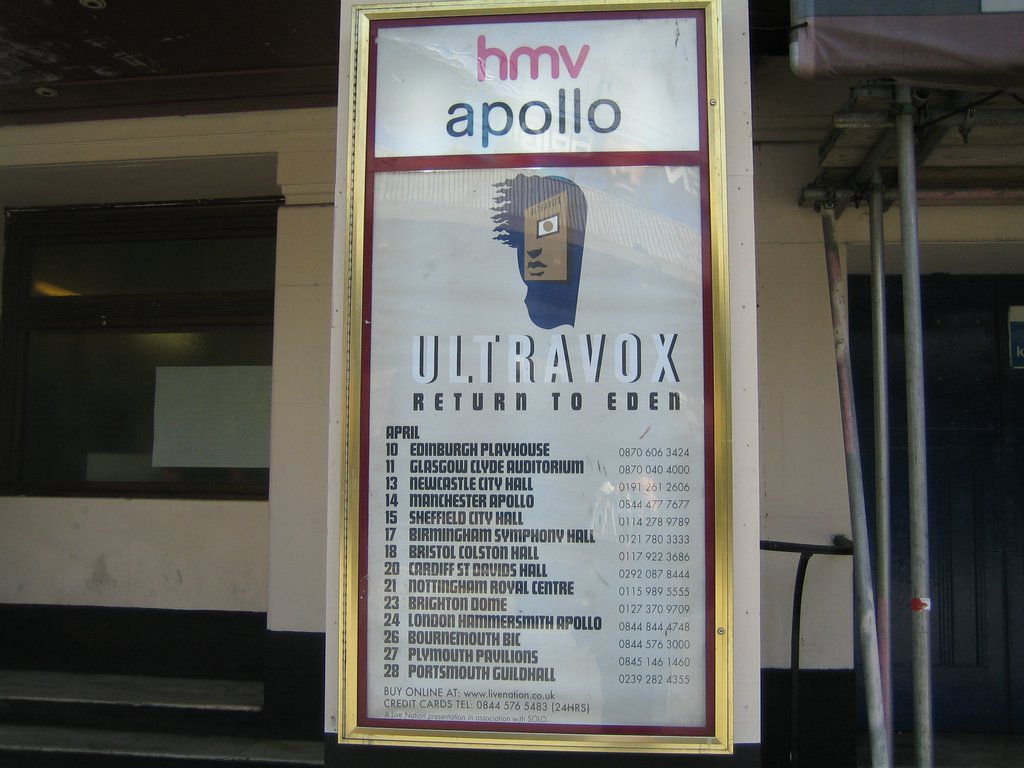 hmv
apollo
ULTRAVOX
ULTRAVOX
RETURN TO EDEN
APRIL
10 EDINBURGH PLAYHOUSE 0870 606 3424
11 GLASGOW CLYDE AUDITORIUM 0870 040 4000
13 NEWCASTLE CITY HALL 0191 261 2606
14 MANCHESTER APOLLO 0844 477 7677
15 SHEFFIELD CITY HALL 0114 278 9789
17 BIRMINGHAM SYMPHONY HALL 0121 780 3333
18 BRISTOL COLSTON HALL 0117 922 3686
20 CARDIFF ST DAVIDS HALL 0292 087 8444
21 NOTTINGHAM ROYAL CENTRE 0115 989 5555
23 BRIGHTON DOME 0127 370 9709
24 LONDON HAMMERSMITH APOLLO 0844 844 4748
26 BOURNEMOUTH BIC 0844 576 3000
27 PLYMOUTH PAVILIONS 0845 146 1460
28 PORTSMOUTH GUILDHALL 0239 282 4355
BUY ONLINE AT: www.livenation.co.uk
CREDIT CARDS TEL: 0844 576 5483 (24HRS)
A Live Nation presentation in association with SOLO